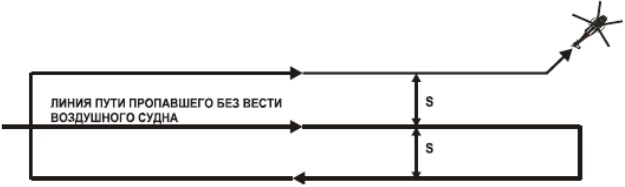 ЛИНИЯ ПУТИ ПРОПАВШЕГО БЕЗ ВЕСТИ
ВОЗДУШНОГО СУДНА
S
S